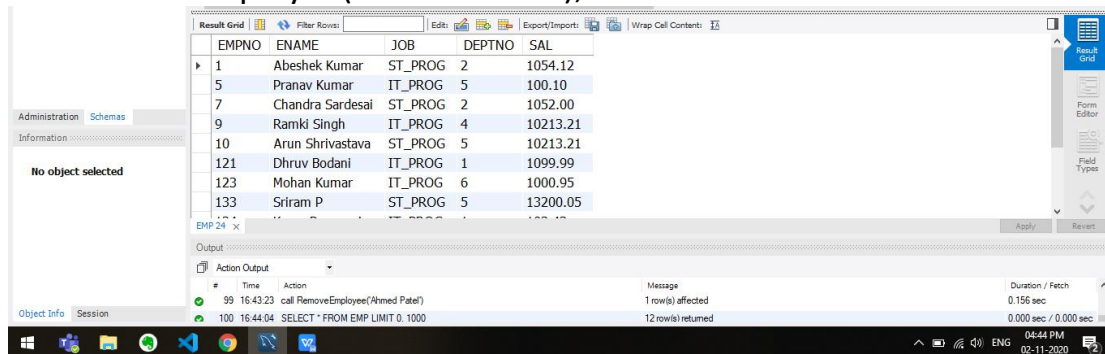 Result Grid Filter Rows: Edit: Export/Import: Wrap Cell Content:
EMPNO ENAME JOB DEPTNO SAL
1 Abeshek Kumar ST_PROG 2 1054.12
5 Pranav Kumar IT_PROG 5 100.10
7 Chandra Sardesai ST_PROG 2 1052.00
9 Ramki Singh IT_PROG 4 10213.21
10 Arun Shrivastava ST_PROG 5 10213.21
121 Dhruv Bodani IT_PROG 1 1099.99
123 Mohan Kumar IT_PROG 6 1000.95
133 Sriram P ST_PROG 5 13200.05
Result Grid
Form Editor
Field Types
Administration Schemas
Information
No object selected
EMP 24 Apply Revert
Output
Action Output
# Time Action Message Duration / Fetch
99 16:43:23 call RemoveEmployee('Ahmed Patel') 1 row(s) affected 0.156 sec
100 16:44:04 SELECT * FROM EMP LIMIT 0, 1000 12 row(s) returned 0.000 sec / 0.000 sec
Object Info Session
ENG 04:44 PM
02-11-2020
2